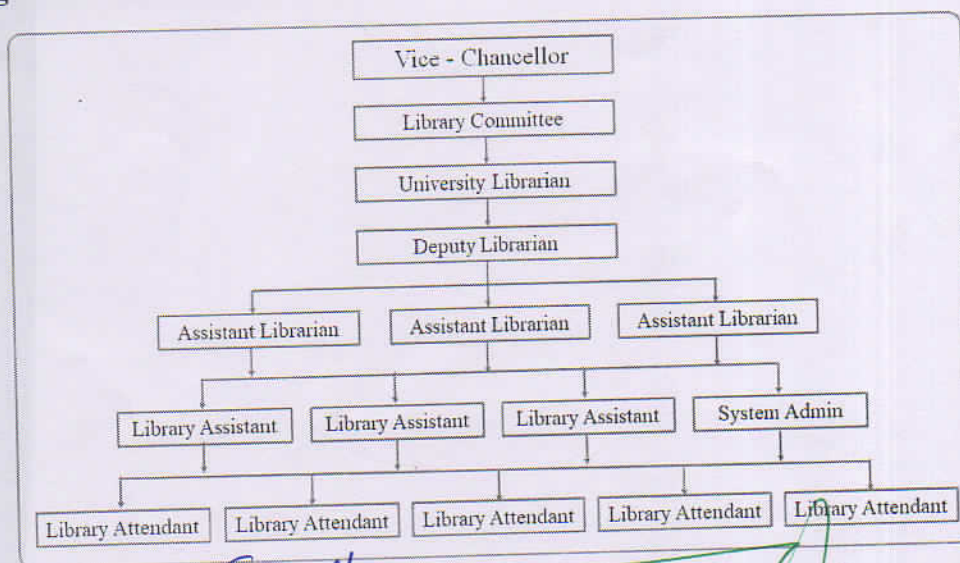 Vice - Chancellor
Library Committee
University Librarian
Deputy Librarian
Assistant Librarian Assistant Librarian Assistant Librarian
Library Assistant Library Assistant Library Assistant System Admin
Library Attendant Library Attendant Library Attendant Library Attendant Library Attendant